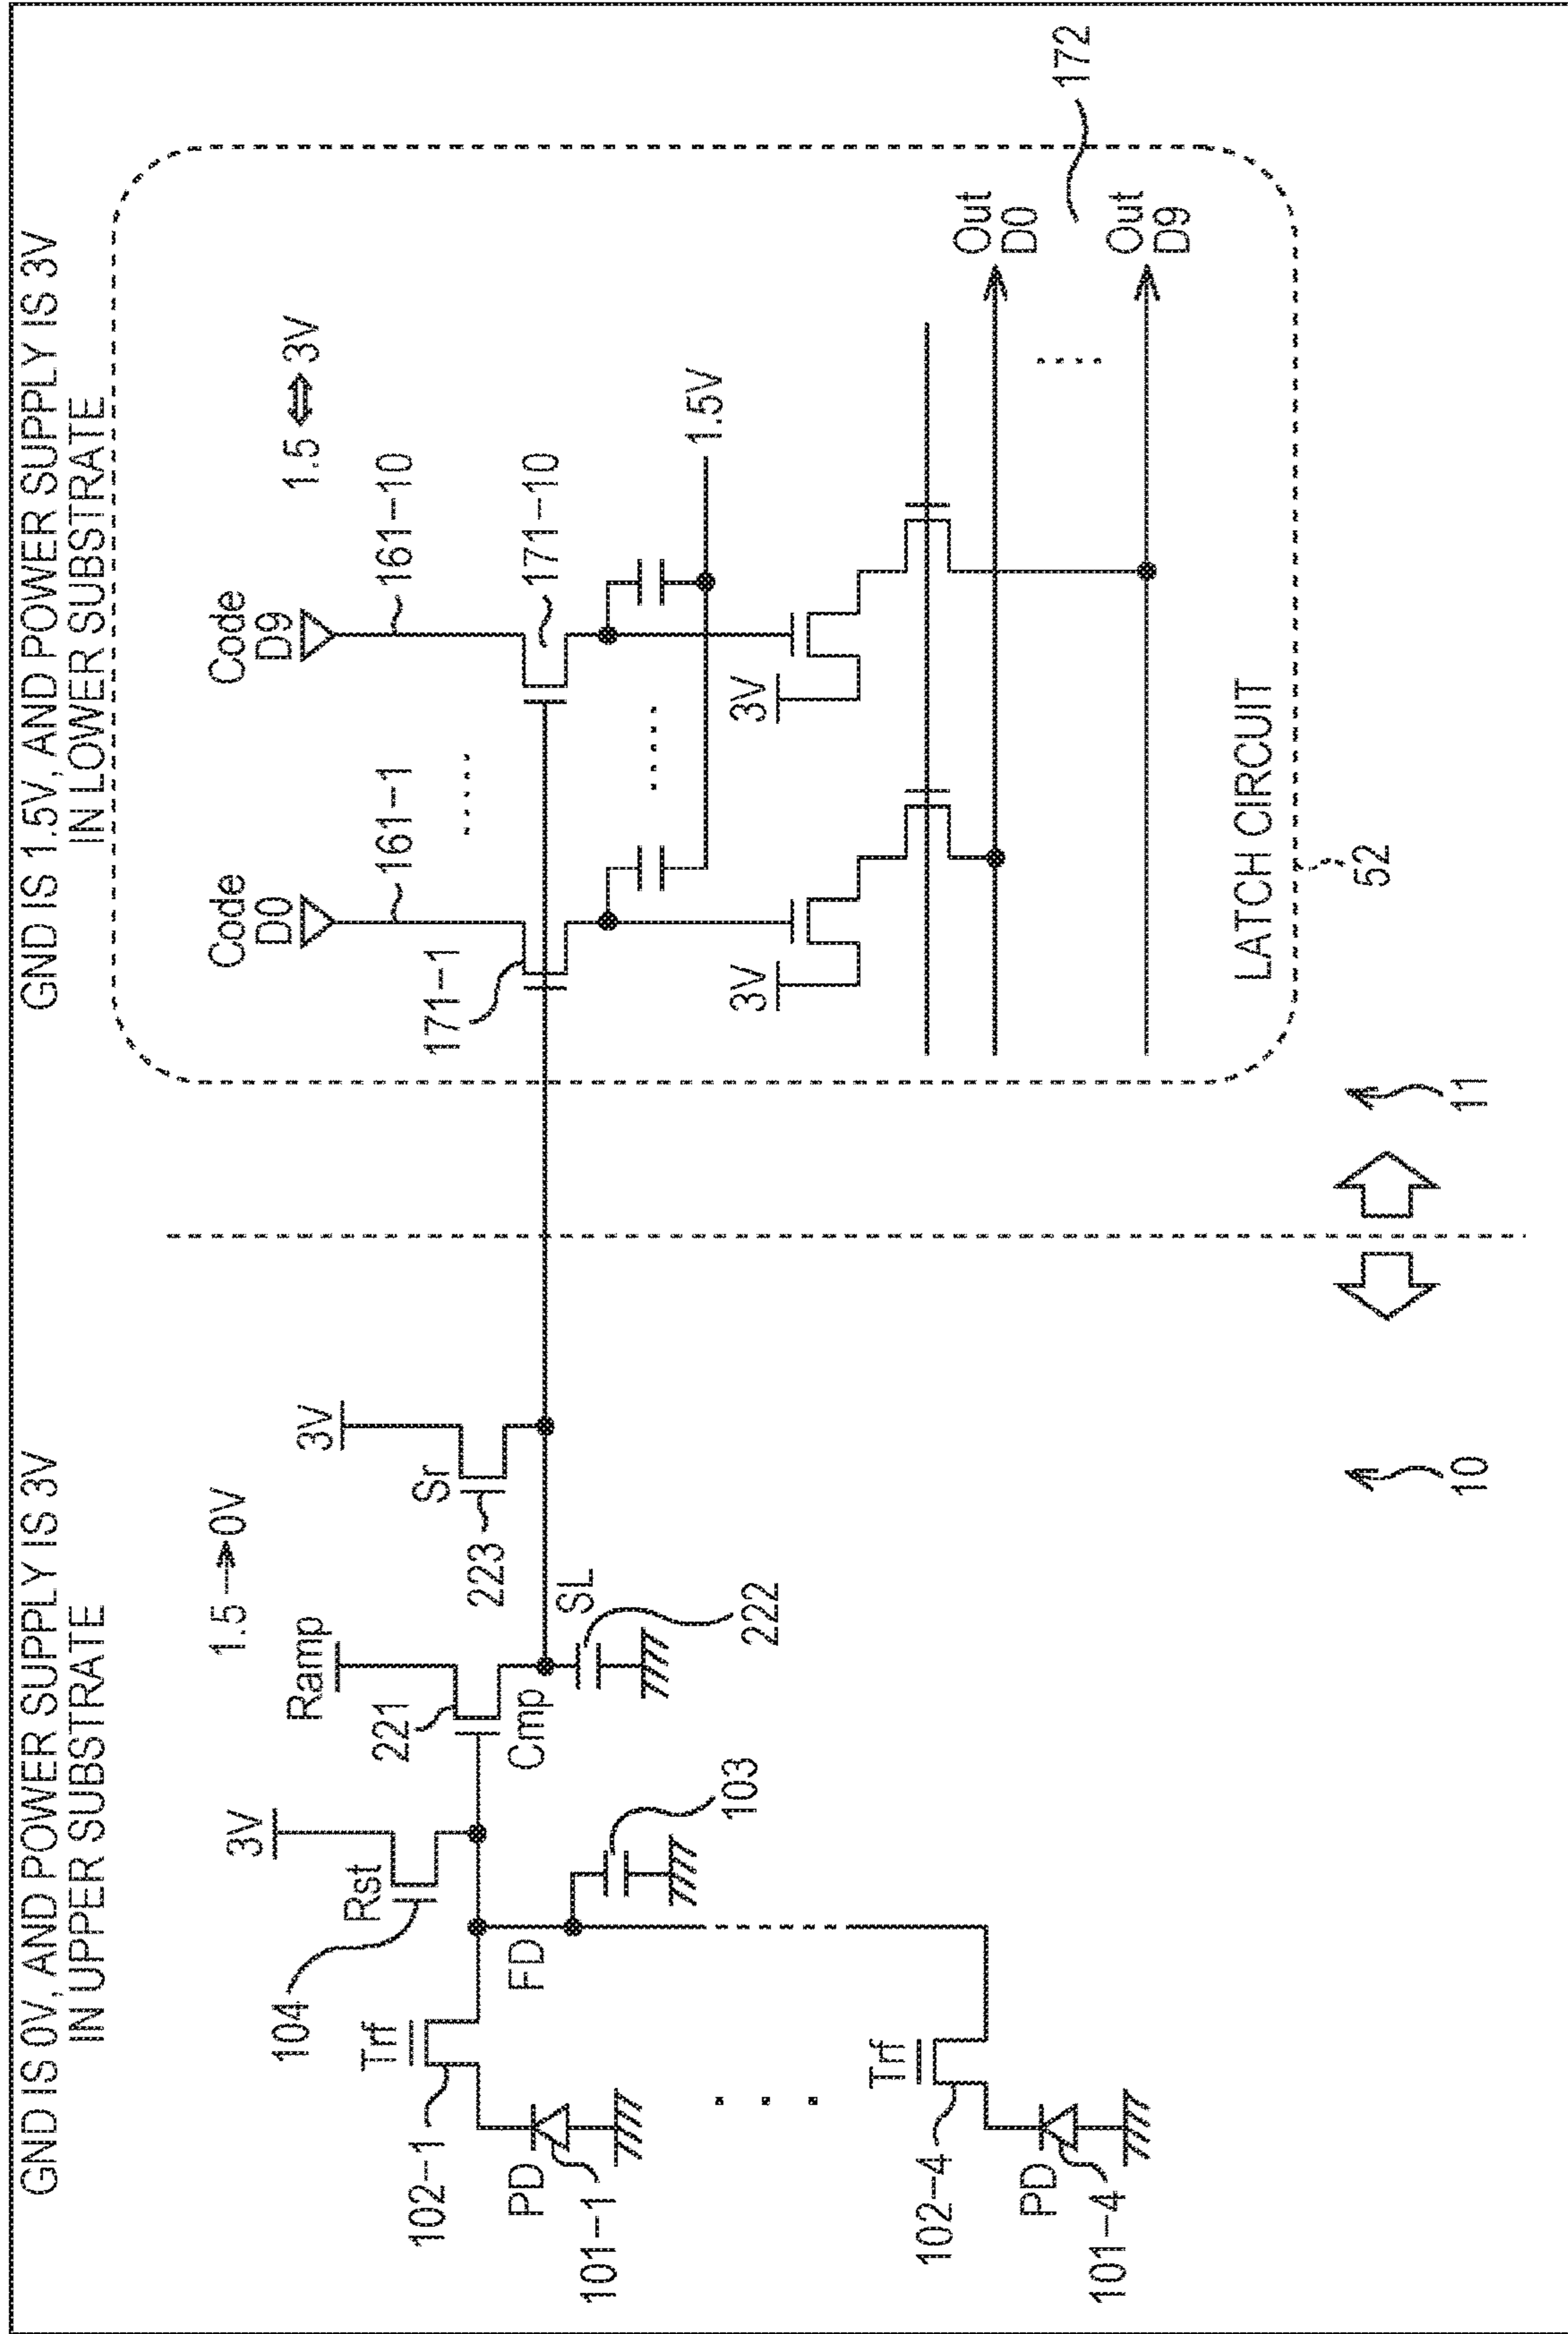 GND IS 0V, AND POWER SUPPLY IS 3V
IN UPPER SUBSTRATE
GND IS 1.5V, AND POWER SUPPLY IS 3V
IN LOWER SUBSTRATE
1.5→0V
Ramp
3V
3V
104
Rst
221
Sr
223
Trf
102-1
FD
Cmp
SL
PD
101-1
103
222
Trf
102-4
PD
101-4
10
11
Code
D0
Code
D9
1.5⇔3V
161-1
161-10
171-1
171-10
1.5V
3V
3V
Out
D0
Out
D9
172
LATCH CIRCUIT
52